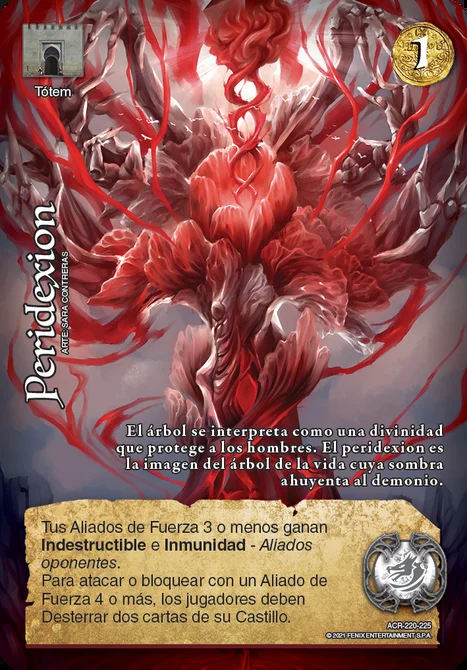 1
Tótem
Peridexion
ARTE: SARA CONTRERAS
El árbol se interpreta como una divinidad
que protege a los hombres. El peridexion es
la imagen del árbol de la vida cuya sombra
ahuyenta al demonio.
Tus Aliados de Fuerza 3 o menos ganan
Indestructible e Inmunidad - Aliados
oponentes.
Para atacar o bloquear con un Aliado de
Fuerza 4 o más, los jugadores deben
Desterrar dos cartas de su Castillo.
ACR-220-225
©2021 FENIX ENTERTAINMENT S.P.A.